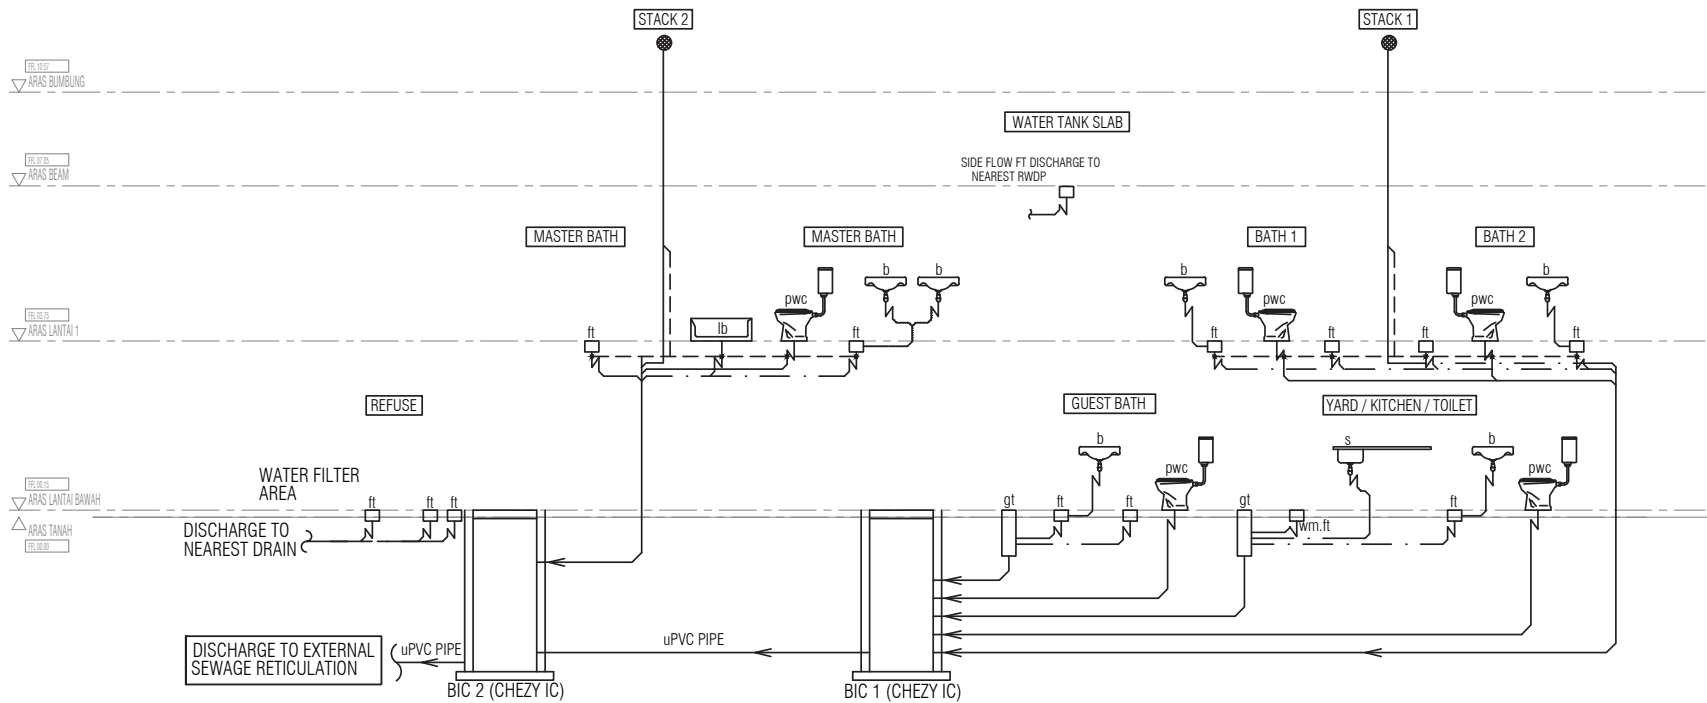 STACK 2
STACK 1
FFL 10.57
ARAS BUMBUNG
WATER TANK SLAB
FFL 07.05
ARAS BEAM
SIDE FLOW FT DISCHARGE TO
NEAREST RWDP
MASTER BATH
MASTER BATH
BATH 1
BATH 2
b
b
b
b
pwc
pwc
pwc
FFL 03.75
ARAS LANTAI 1
ft
lb
ft
ft
ft
ft
ft
REFUSE
GUEST BATH
YARD / KITCHEN / TOILET
b
s
b
pwc
pwc
WATER FILTER
AREA
FFL 00.15
ARAS LANTAI BAWAH
ft
ft
ft
gt
ft
ft
gt
wm.ft
ft
ARAS TANAH
FFL 00.00
DISCHARGE TO
NEAREST DRAIN
DISCHARGE TO EXTERNAL
SEWAGE RETICULATION
uPVC PIPE
uPVC PIPE
BIC 2 (CHEZY IC)
BIC 1 (CHEZY IC)